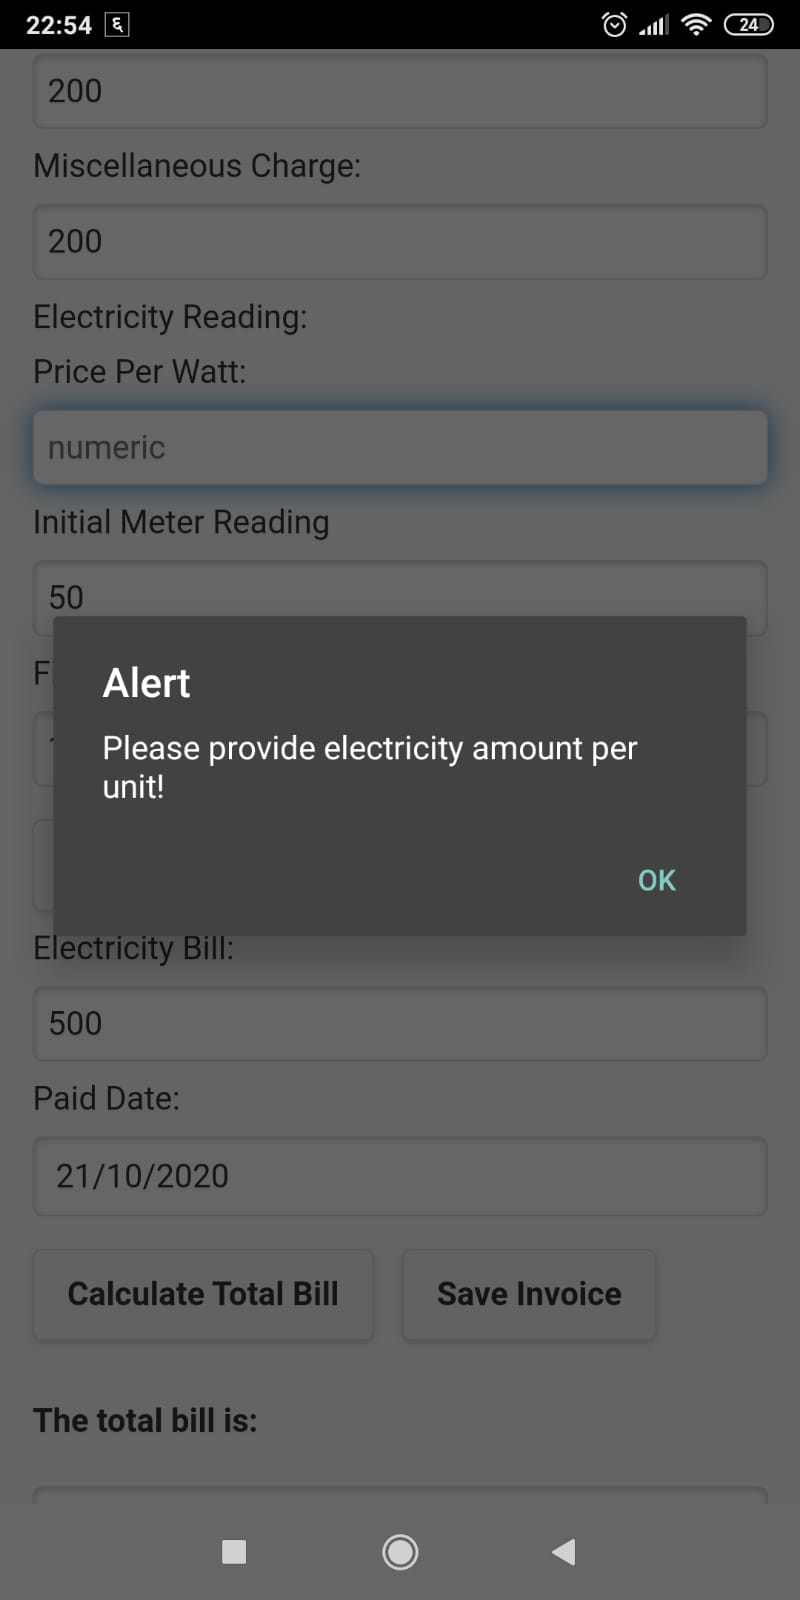 22:54 ६ 24
200
Miscellaneous Charge:
200
Electricity Reading:
Price Per Watt:
numeric
Initial Meter Reading
50
Alert
Please provide electricity amount per
unit!
OK
Electricity Bill:
500
Paid Date:
21/10/2020
Calculate Total Bill Save Invoice
The total bill is: